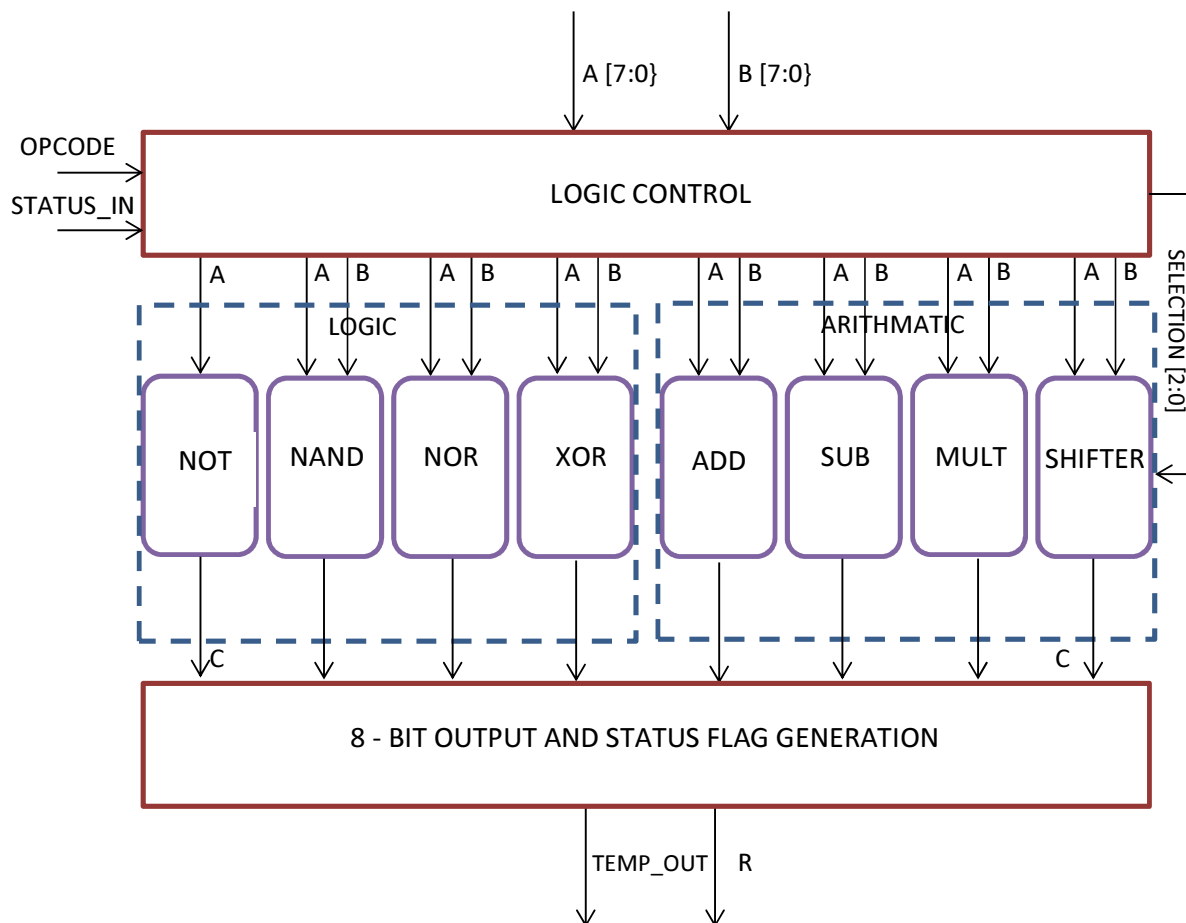 A [7:0}
B [7:0}
OPCODE
LOGIC CONTROL
STATUS_IN
A
A
B
A
B
A
B
A
B
A
B
A
B
A
B
SELECTION [2:0]
LOGIC
ARITHMATIC
NOT
NAND
NOR
XOR
ADD
SUB
MULT
SHIFTER
C
C
8 - BIT OUTPUT AND STATUS FLAG GENERATION
TEMP_OUT
R